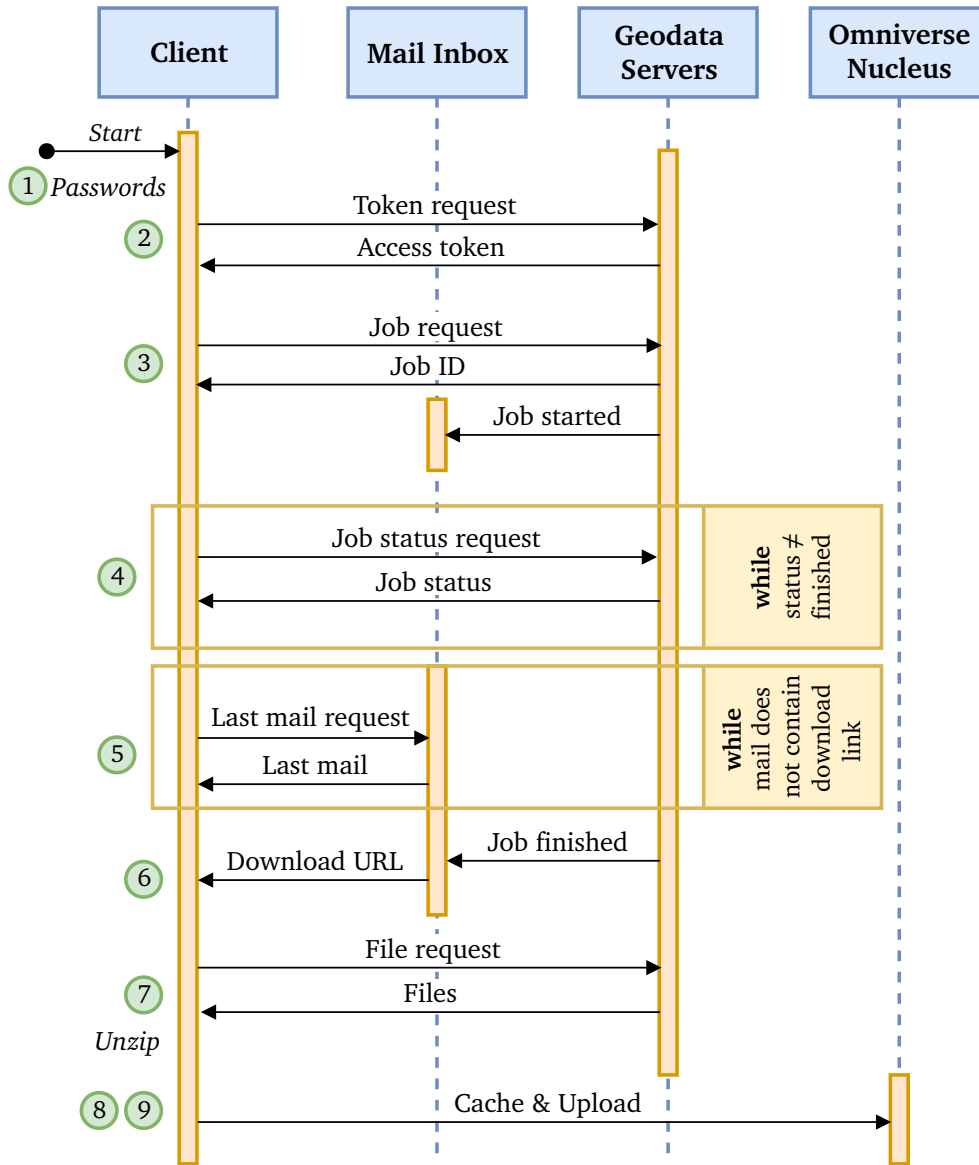 Client
Mail Inbox
Geodata
Servers
Omniverse
Nucleus
Start
1 Passwords
Token request
2
Access token
Job request
3
Job ID
Job started
Job status request
4
Job status
while
status ≠
finished
Last mail request
5
Last mail
while
mail does
not contain
download
link
Job finished
Download URL
6
File request
7
Files
Unzip
8 9
Cache & Upload